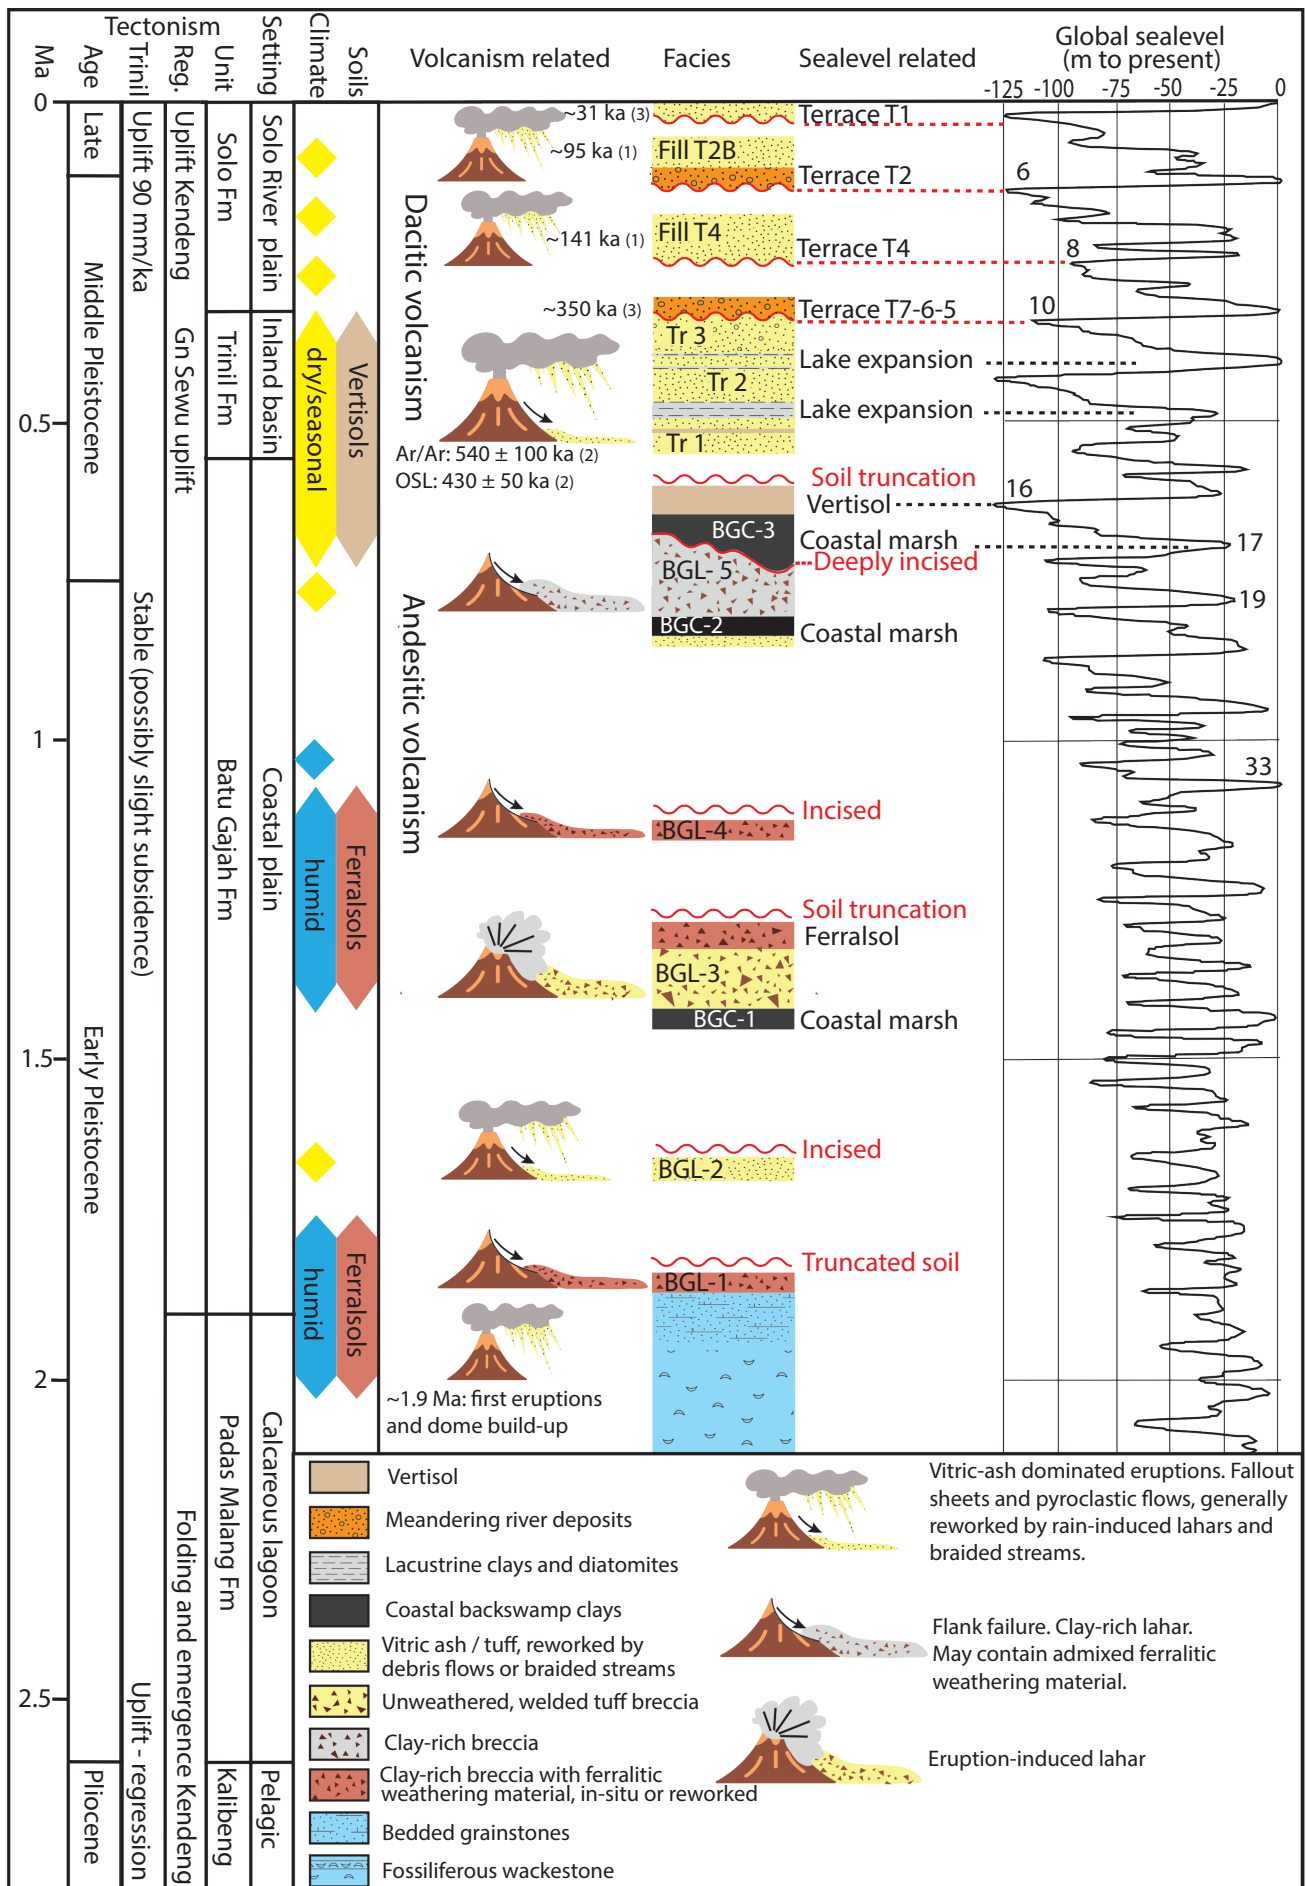 Tectonism
Ma
Age
Trinil
Reg.
Unit
Setting
Climate
Soils
Volcanism related
Facies
Sealevel related
Global sealevel
(m to present)
-125 -100 -75 -50 -25 0
0
0.5
1
1.5
2
2.5
Late
Middle Pleistocene
Early Pleistocene
Pliocene
Uplift 90 mm/ka
Stable (possibly slight subsidence)
Uplift - regression
Uplift Kendeng
Gn Sewu uplift
Folding and emergence Kendeng
Solo Fm
Trinil Fm
Batu Gajah Fm
Padas Malang Fm
Kalibeng
Solo River plain
Inland basin
Coastal plain
Calcareous lagoon
Pelagic
dry/seasonal
humid
humid
Vertisols
Ferralsols
Ferralsols
Dacitic volcanism
Andesitic volcanism
~31 ka (3)
~95 ka (1)
~141 ka (1)
~350 ka (3)
Ar/Ar: 540 ± 100 ka (2)
OSL: 430 ± 50 ka (2)
~1.9 Ma: first eruptions
and dome build-up
Fill T2B
Fill T4
Tr 3
Tr 2
Tr 1
BGC-3
BGL- 5
BGC-2
BGL-4
BGL-3
BGC-1
BGL-2
BGL-1
Terrace T1
Terrace T2
Terrace T4
Terrace T7-6-5
Lake expansion
Lake expansion
Soil truncation
Vertisol
Coastal marsh
Deeply incised
Coastal marsh
Incised
Soil truncation
Ferralsol
Coastal marsh
Incised
Truncated soil
6
8
10
16
17
19
33
Vertisol
Meandering river deposits
Lacustrine clays and diatomites
Coastal backswamp clays
Vitric ash / tuff, reworked by
debris flows or braided streams
Unweathered, welded tuff breccia
Clay-rich breccia
Clay-rich breccia with ferralitic
weathering material, in-situ or reworked
Bedded grainstones
Fossiliferous wackestone
Vitric-ash dominated eruptions. Fallout
sheets and pyroclastic flows, generally
reworked by rain-induced lahars and
braided streams.
Flank failure. Clay-rich lahar.
May contain admixed ferralitic
weathering material.
Eruption-induced lahar